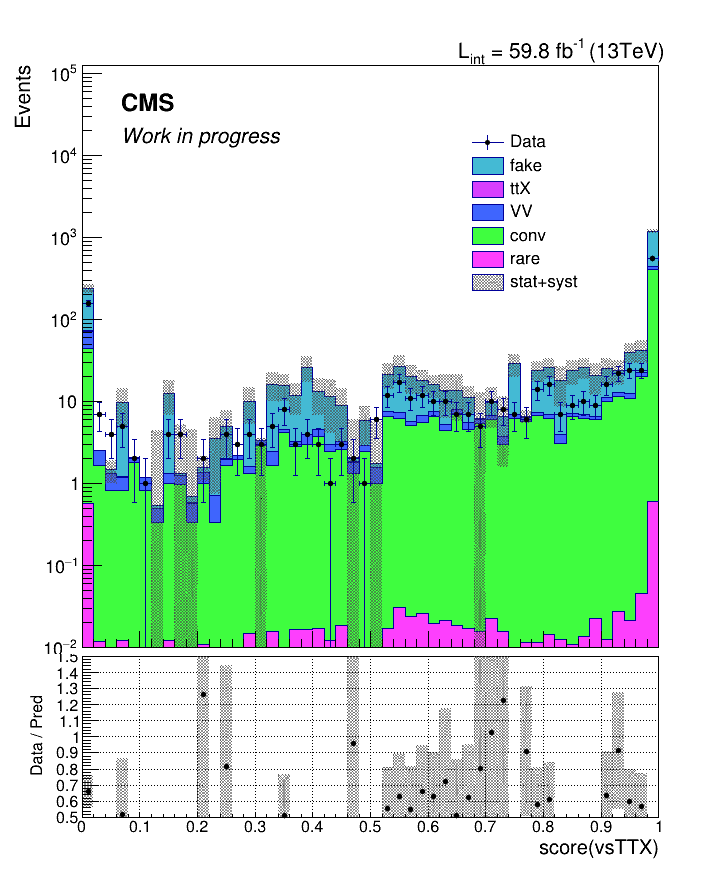 L_int = 59.8 fb^-1 (13TeV)
Events
10^5
CMS
Work in progress
10^4
10^3
10^2
10
1
10^-1
10^-2
Data
fake
ttX
VV
conv
rare
stat+syst
Data / Pred
1.5
1.4
1.3
1.2
1.1
1
0.9
0.8
0.7
0.6
0.5
0 0.1 0.2 0.3 0.4 0.5 0.6 0.7 0.8 0.9 1
score(vsTTX)